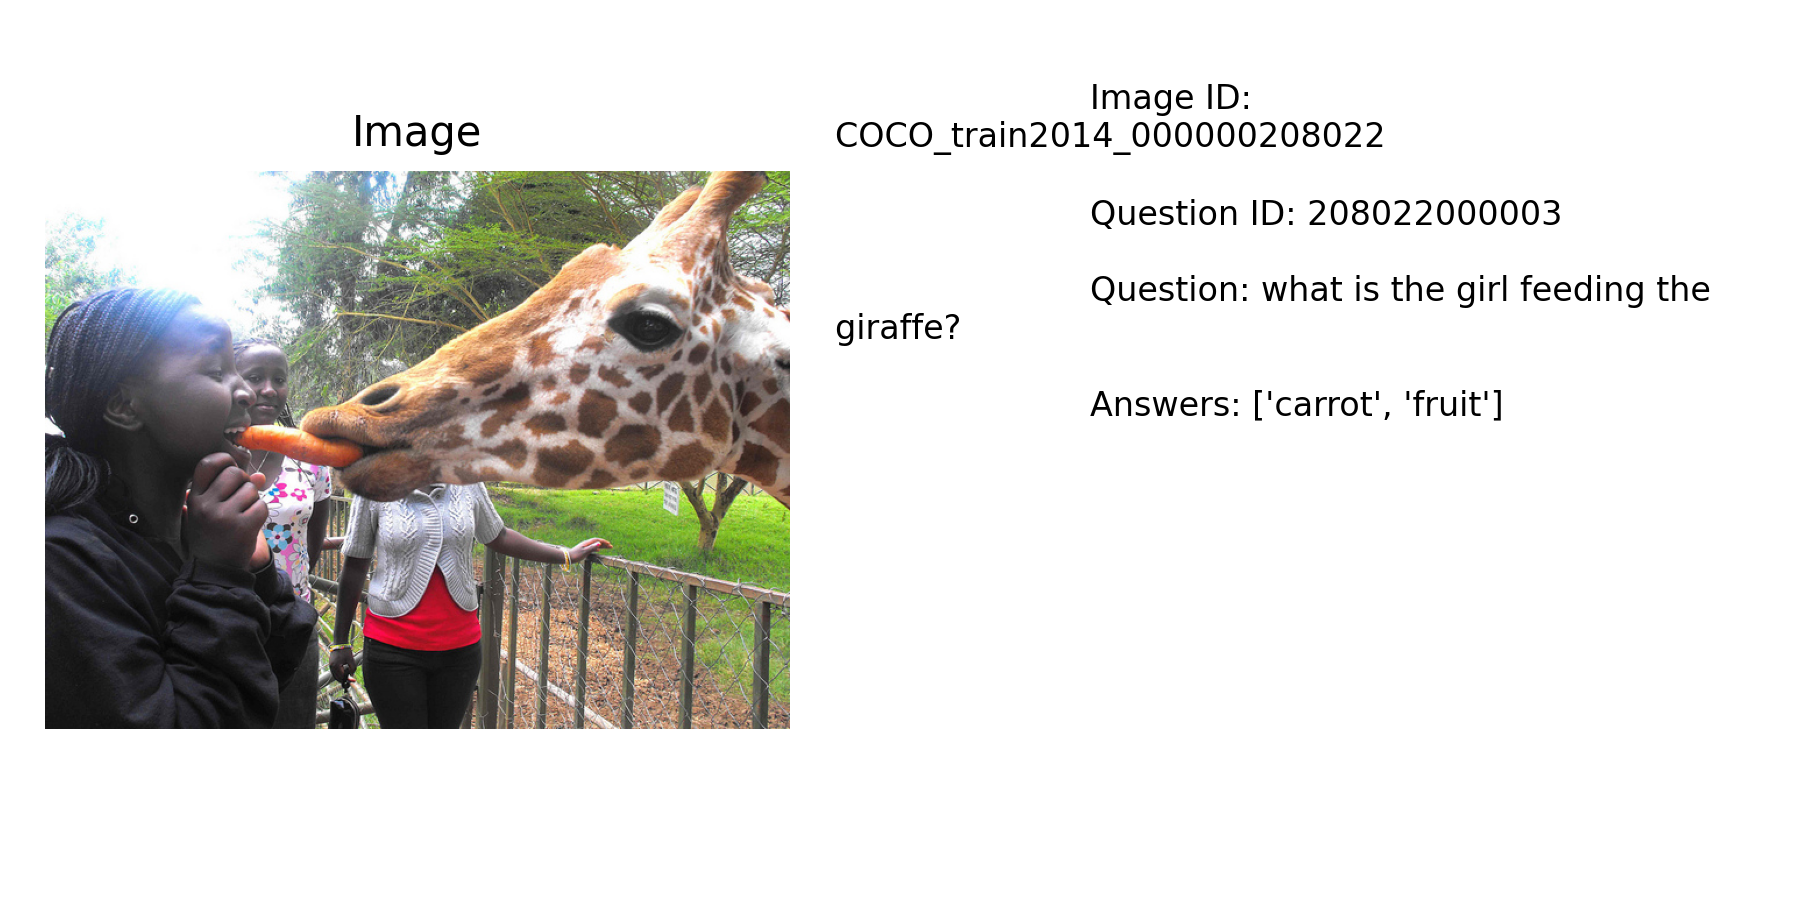 Image
Image ID:
COCO_train2014_000000208022
Question ID: 208022000003
Question: what is the girl feeding the
giraffe?
Answers: ['carrot', 'fruit']